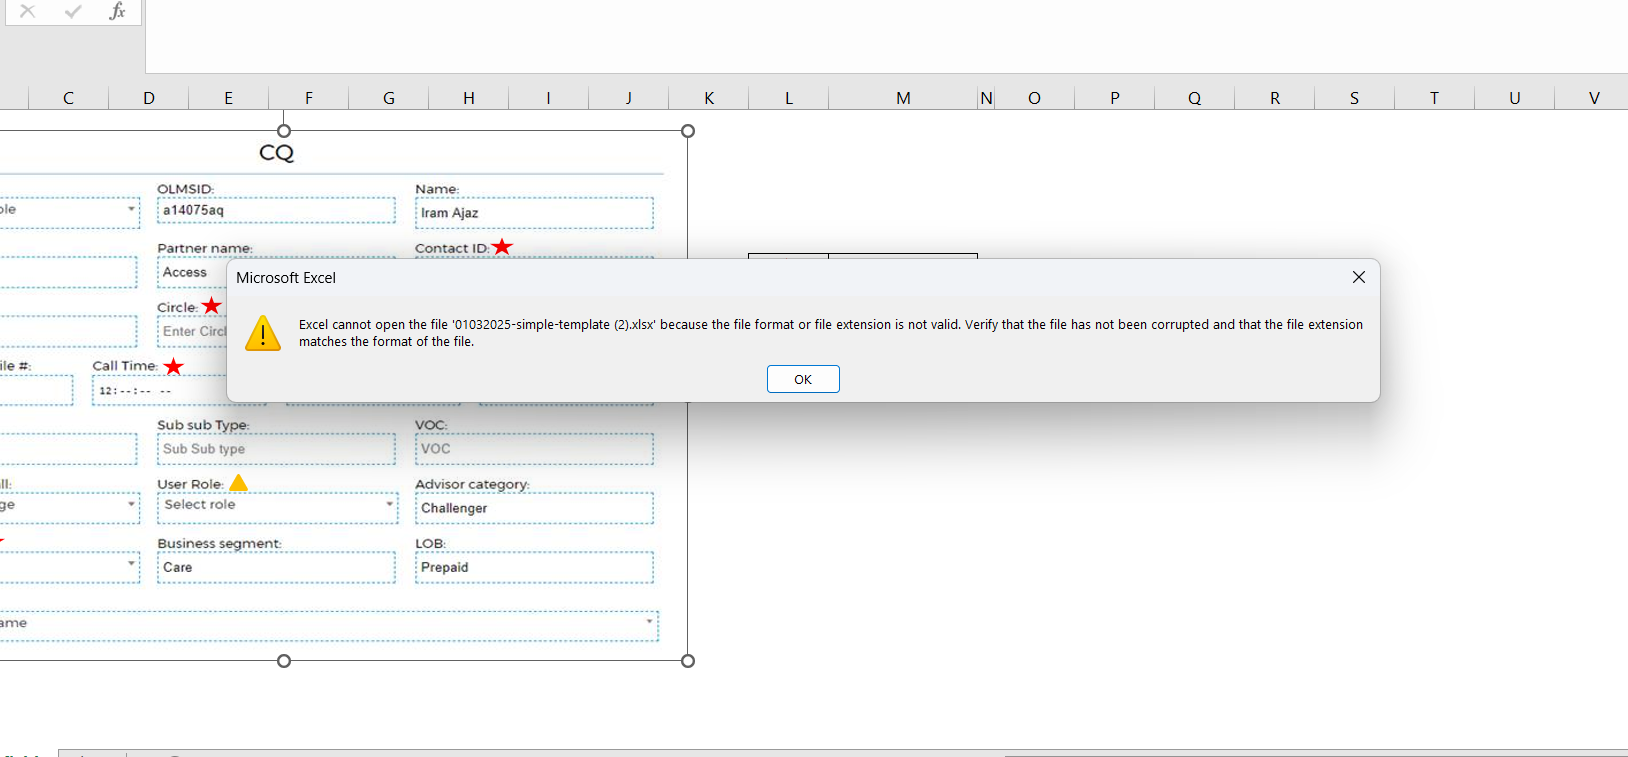 fx
C D E F G H I J K L M N O P Q R S T U V
CQ
OLMSID: Name:
ole a14075aq Iram Ajaz
Partner name: Contact ID:
Access
Microsoft Excel
Circle:
Enter Circl
Excel cannot open the file '01032025-simple-template (2).xlsx' because the file format or file extension is not valid. Verify that the file has not been corrupted and that the file extension
matches the format of the file.
ile #: Call Time:
12:--:-- --
OK
Sub sub Type: VOC:
Sub Sub type VOC
ll: User Role: Advisor category:
ge Select role Challenger
Business segment: LOB:
Care Prepaid
ame